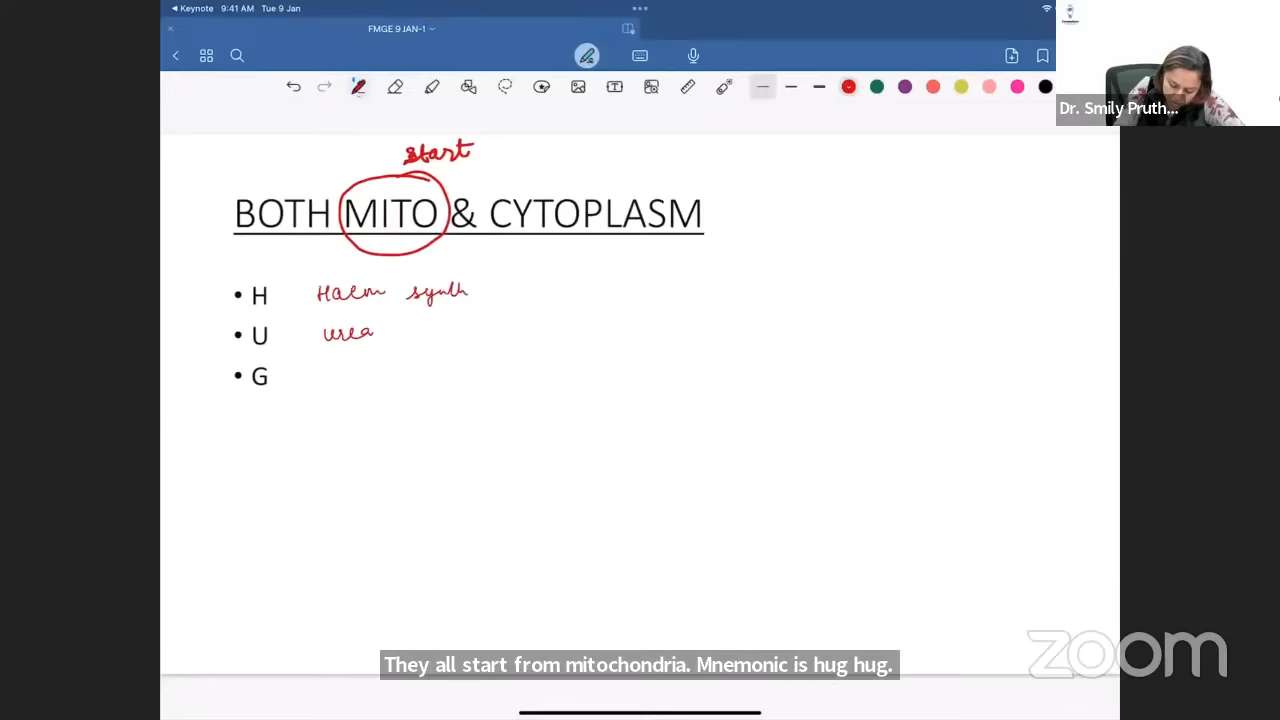 Keynote 9:41 AM Tue 9 Jan
FMGE 9 JAN-1
Dr. Smily Pruth...
start
BOTH MITO & CYTOPLASM
• H Haem synth
• U urea
• G
They all start from mitochondria. Mnemonic is hug hug.
zoom